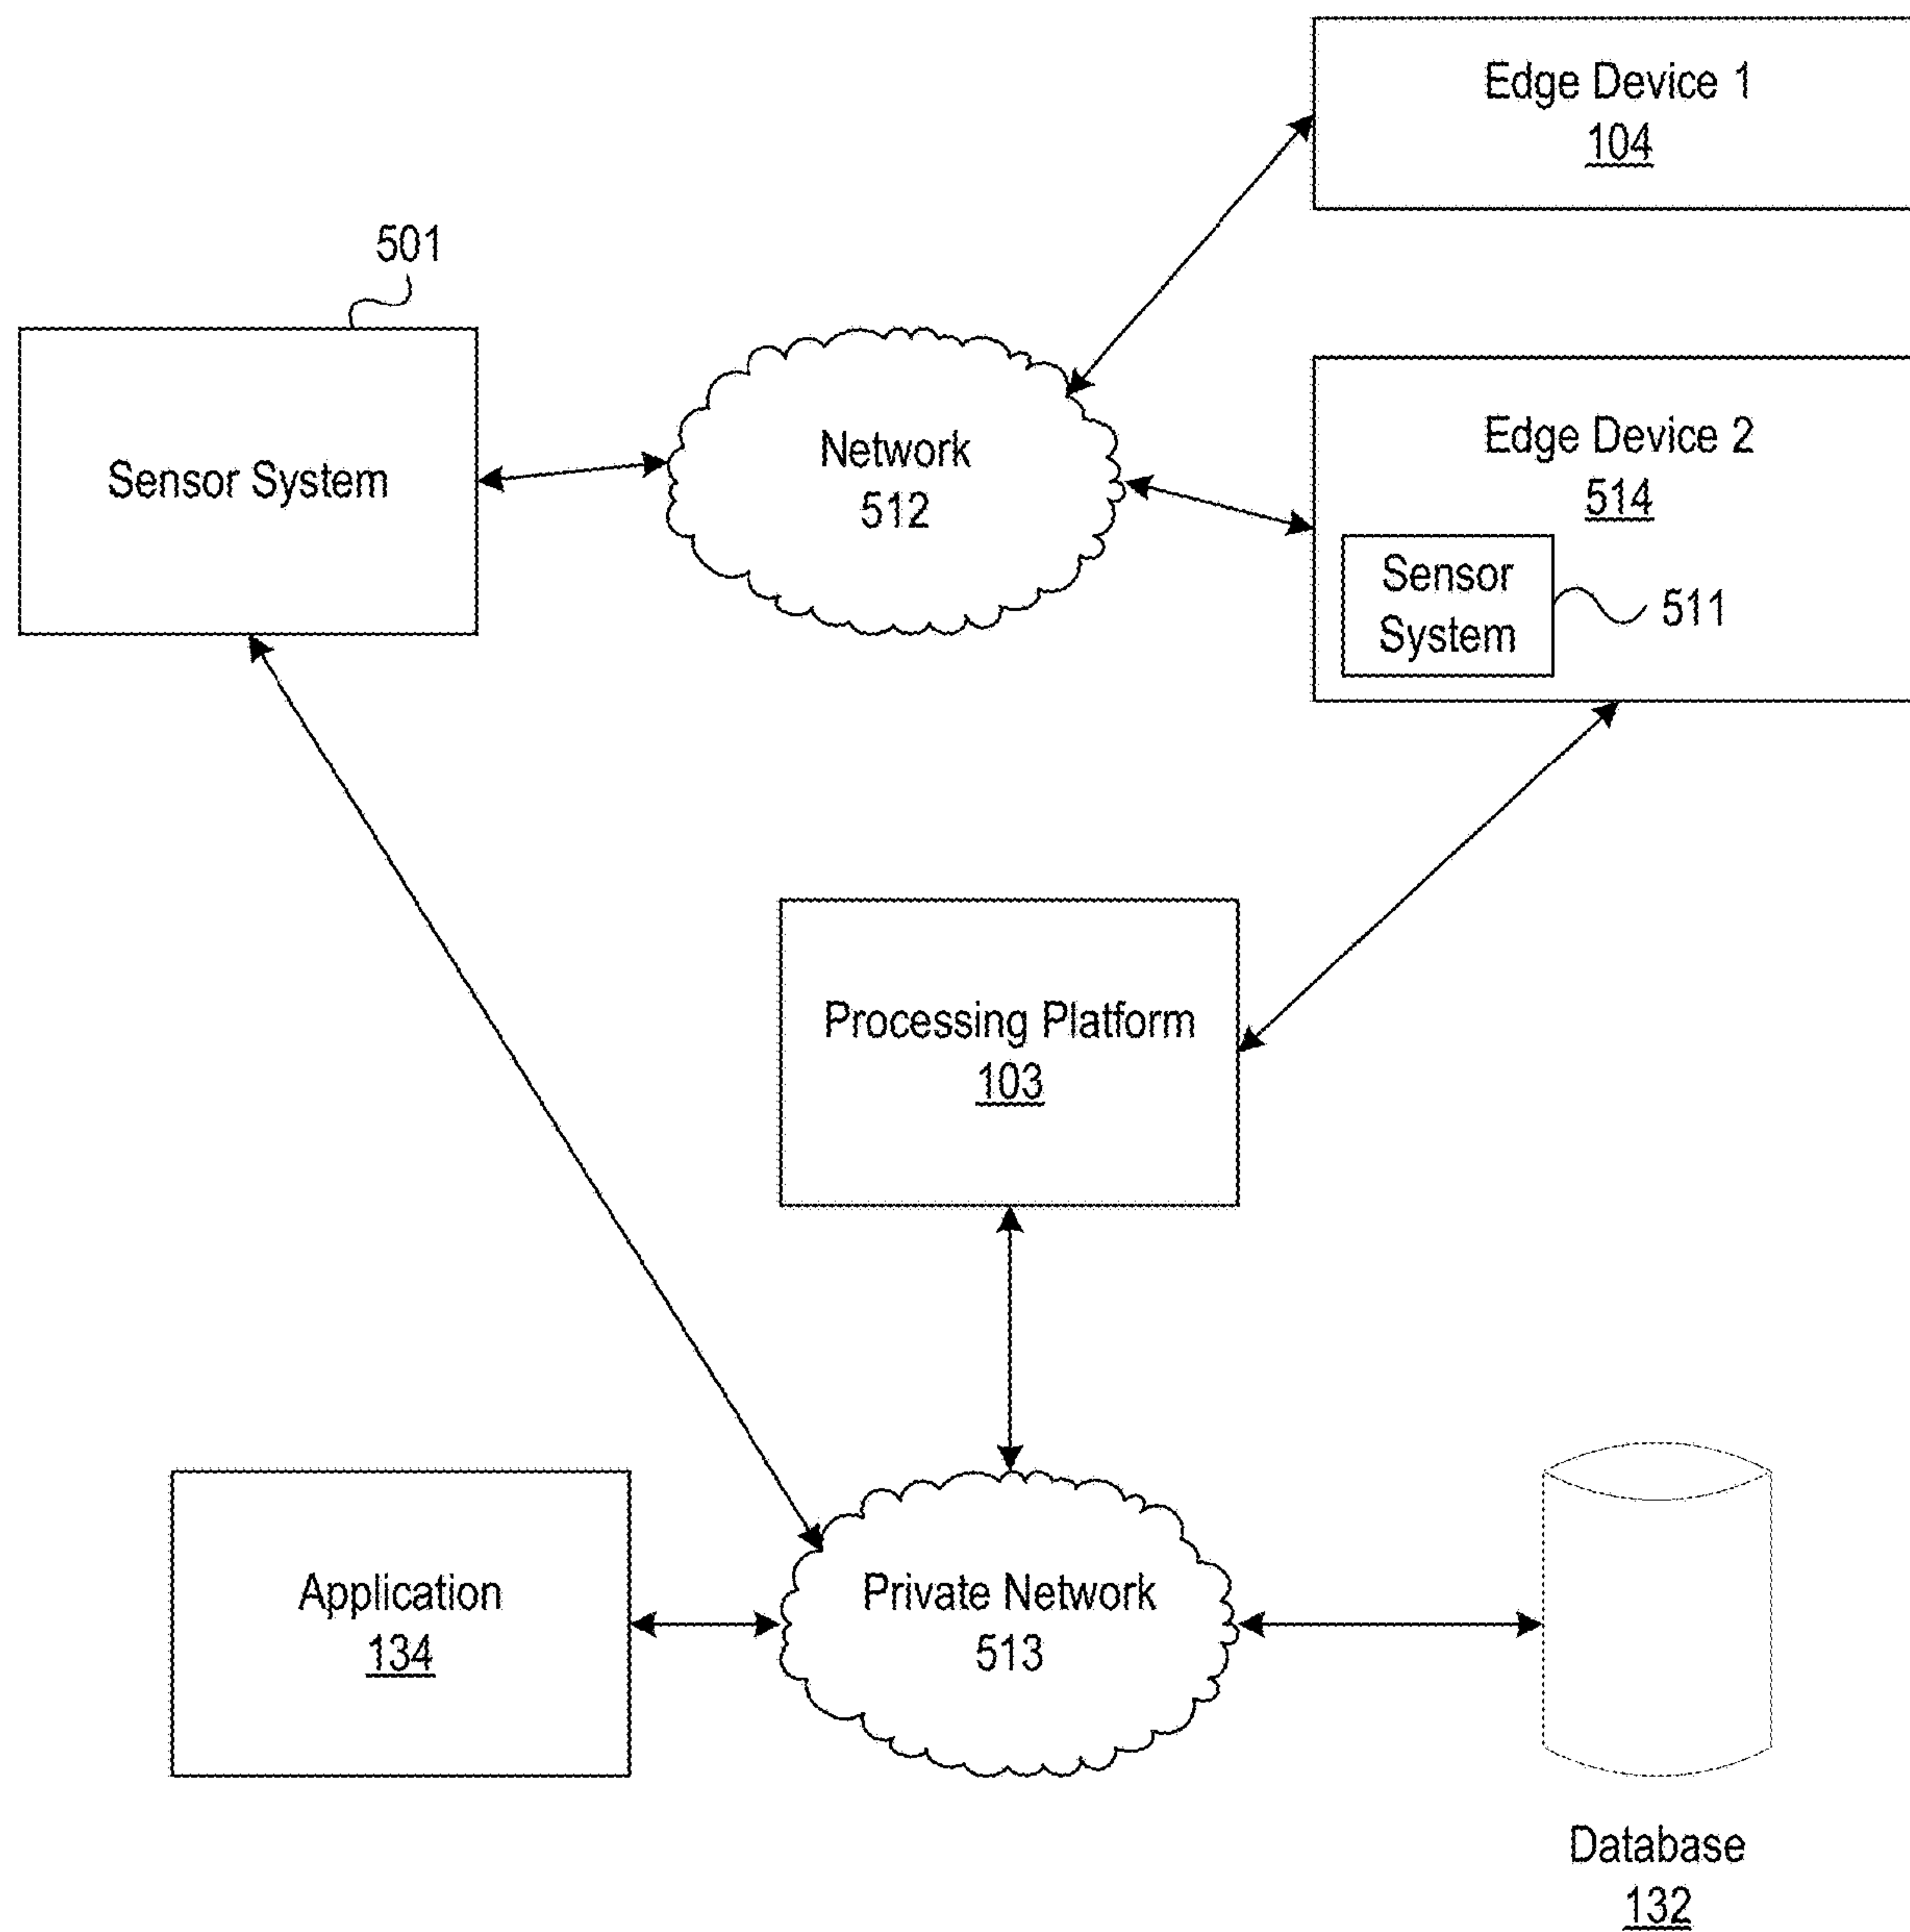 Edge Device 1
104
501
Sensor System
Network
512
Edge Device 2
514
Sensor
System
511
Processing Platform
103
Application
134
Private Network
513
Database
132